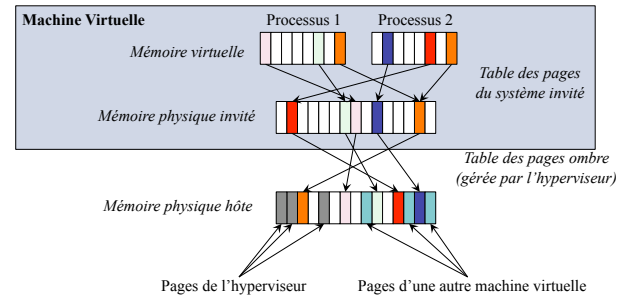 Machine Virtuelle
Processus 1
Processus 2
Mémoire virtuelle
Table des pages
du système invité
Mémoire physique invité
Table des pages ombre
(gérée par l'hyperviseur)
Mémoire physique hôte
Pages de l'hyperviseur
Pages d'une autre machine virtuelle